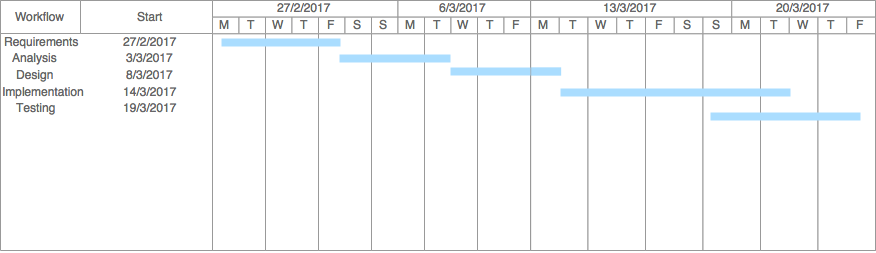 Workflow Start 27/2/2017 6/3/2017 13/3/2017 20/3/2017
M T W T F S S M T W T F M T W T F S S M T W T F
Requirements 27/2/2017
Analysis 3/3/2017
Design 8/3/2017
Implementation 14/3/2017
Testing 19/3/2017